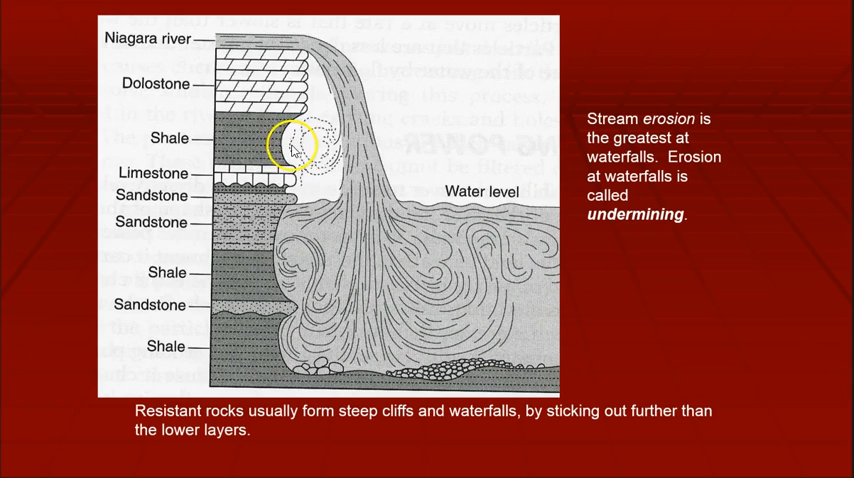 Niagara river
Dolostone
Shale
Limestone
Sandstone
Sandstone
Shale
Sandstone
Shale
Water level
Stream erosion is
the greatest at
waterfalls.  Erosion
at waterfalls is
called
undermining.
Resistant rocks usually form steep cliffs and waterfalls, by sticking out further than
the lower layers.